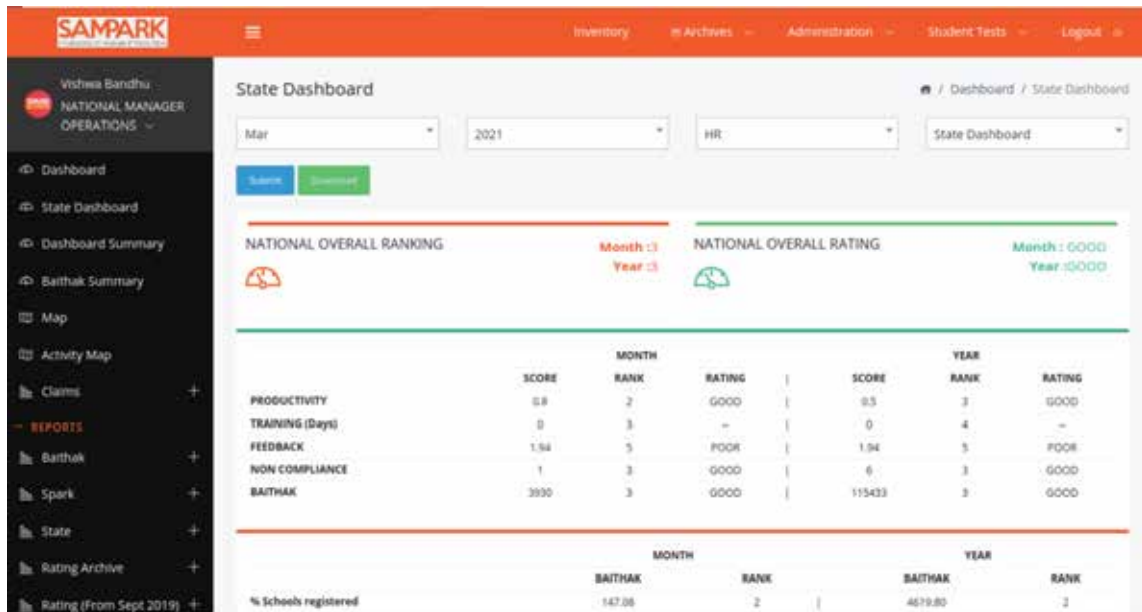 SAMPARK
Inventory Archives Administration Student Tests Logout
Vishwa Bandhu
NATIONAL MANAGER
OPERATIONS
State Dashboard
/ Dashboard / State Dashboard
Mar 2021 HR State Dashboard
Submit Download
Dashboard
State Dashboard
Dashboard Summary
Baithak Summary
Map
Activity Map
Claims +
− REPORTS
Baithak +
Spark +
State +
Rating Archive +
Rating (From Sept 2019) +
NATIONAL OVERALL RANKING Month :3
Year :3
NATIONAL OVERALL RATING Month : GOOD
Year :GOOD
MONTH YEAR
SCORE RANK RATING | SCORE RANK RATING
PRODUCTIVITY 0.8 2 GOOD | 0.5 3 GOOD
TRAINING (Days) 0 3 -- | 0 4 --
FEEDBACK 1.94 5 POOR | 1.94 5 POOR
NON COMPLIANCE 1 3 GOOD | 6 3 GOOD
BAITHAK 3930 3 GOOD | 115433 3 GOOD
MONTH YEAR
BAITHAK RANK BAITHAK RANK
% Schools registered 147.06 2 | 4619.80 2